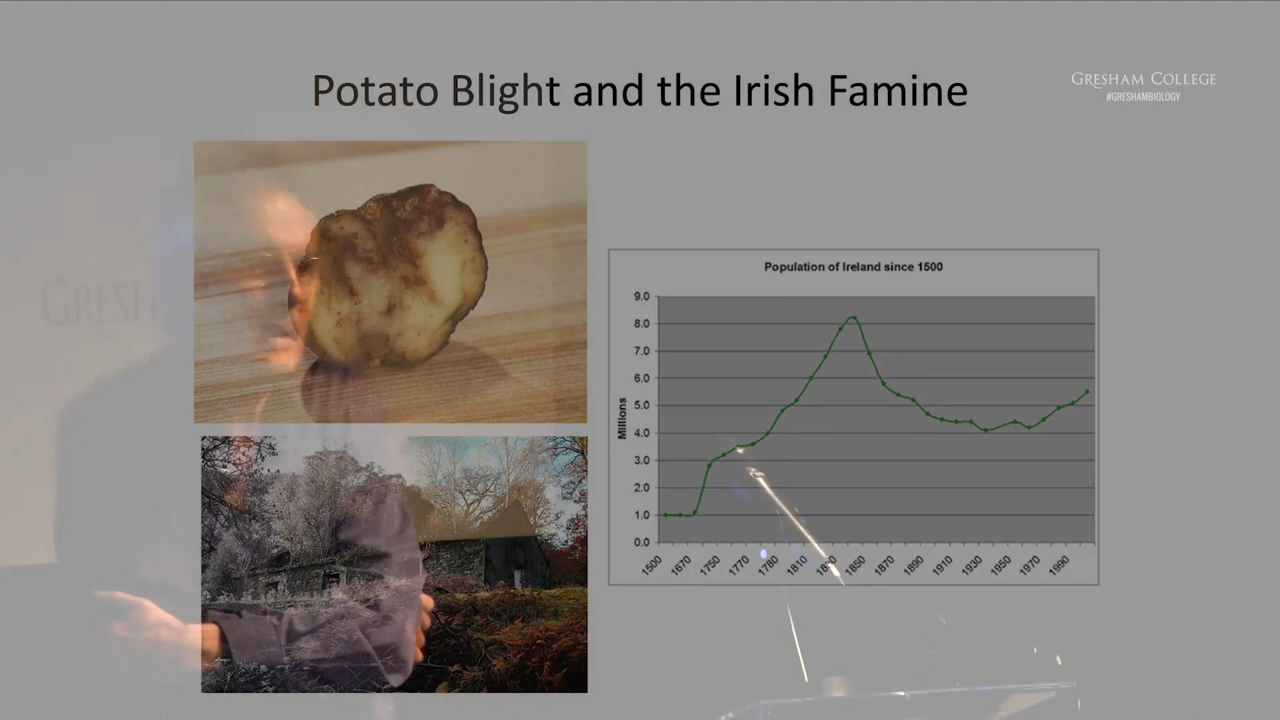 Potato Blight and the Irish Famine
GRESHAM COLLEGE
#GRESHAMBIOLOGY
GRESH
Population of Ireland since 1500
9.0
8.0
7.0
6.0
5.0
4.0
3.0
2.0
1.0
0.0
Millions
1500 1670 1750 1770 1780 1810 1850 1870 1890 1910 1930 1950 1970 1990